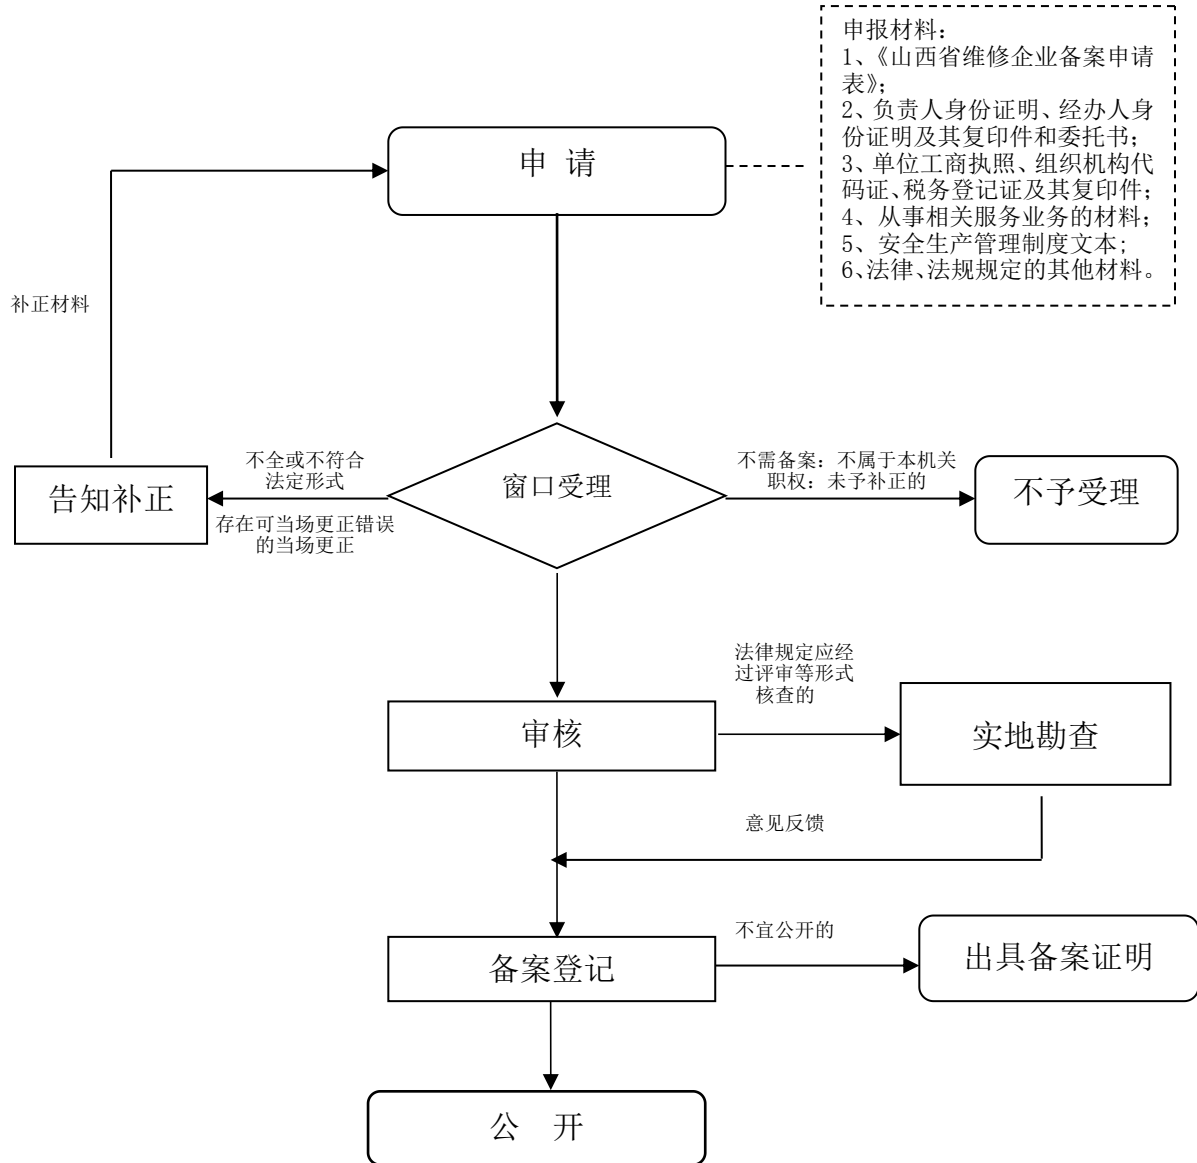 申报材料：
1、《山西省维修企业备案申请
表》；
2、负责人身份证明、经办人身
份证明及其复印件和委托书；
3、单位工商执照、组织机构代
码证、税务登记证及其复印件；
4、从事相关服务业务的材料；
5、安全生产管理制度文本；
6、法律、法规规定的其他材料。
申 请
补正材料
不全或不符合
法定形式
存在可当场更正错误
的当场更正
告知补正
窗口受理
不需备案：不属于本机关
职权：未予补正的
不予受理
法律规定应经
过评审等形式
核查的
审核
实地勘查
意见反馈
备案登记
不宜公开的
出具备案证明
公 开